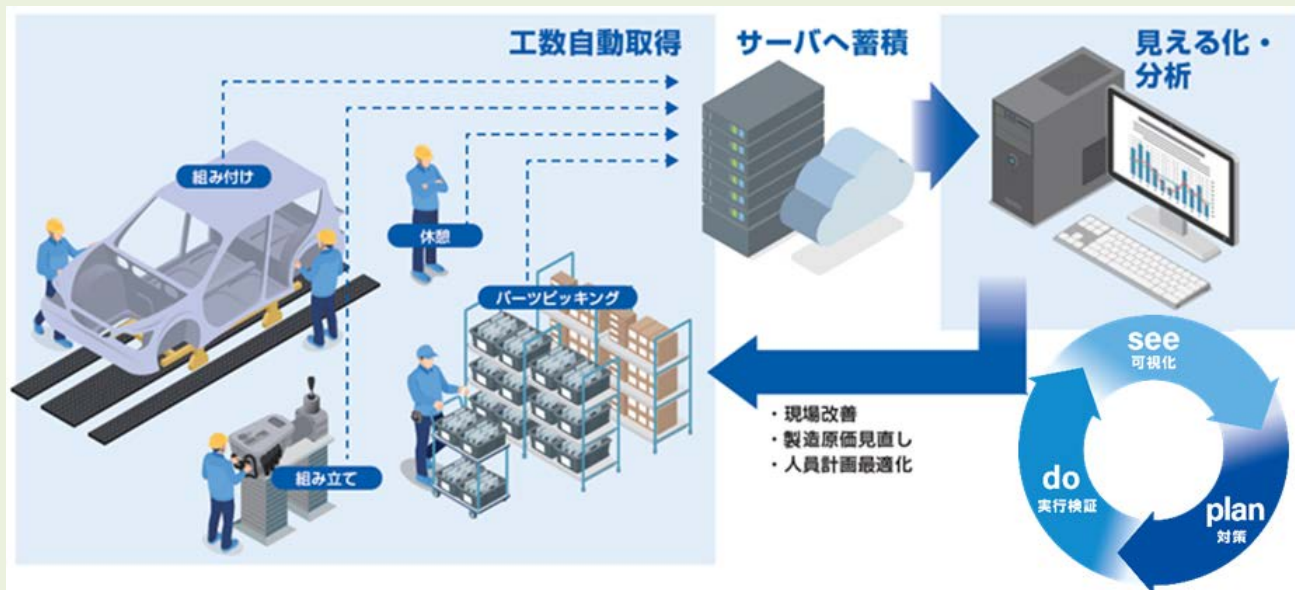 工数自動取得
サーバへ蓄積
見える化・
分析
組み付け
休憩
パーツピッキング
組み立て
・現場改善
・製造原価見直し
・人員計画最適化
see
可視化
plan
対策
do
実行検証